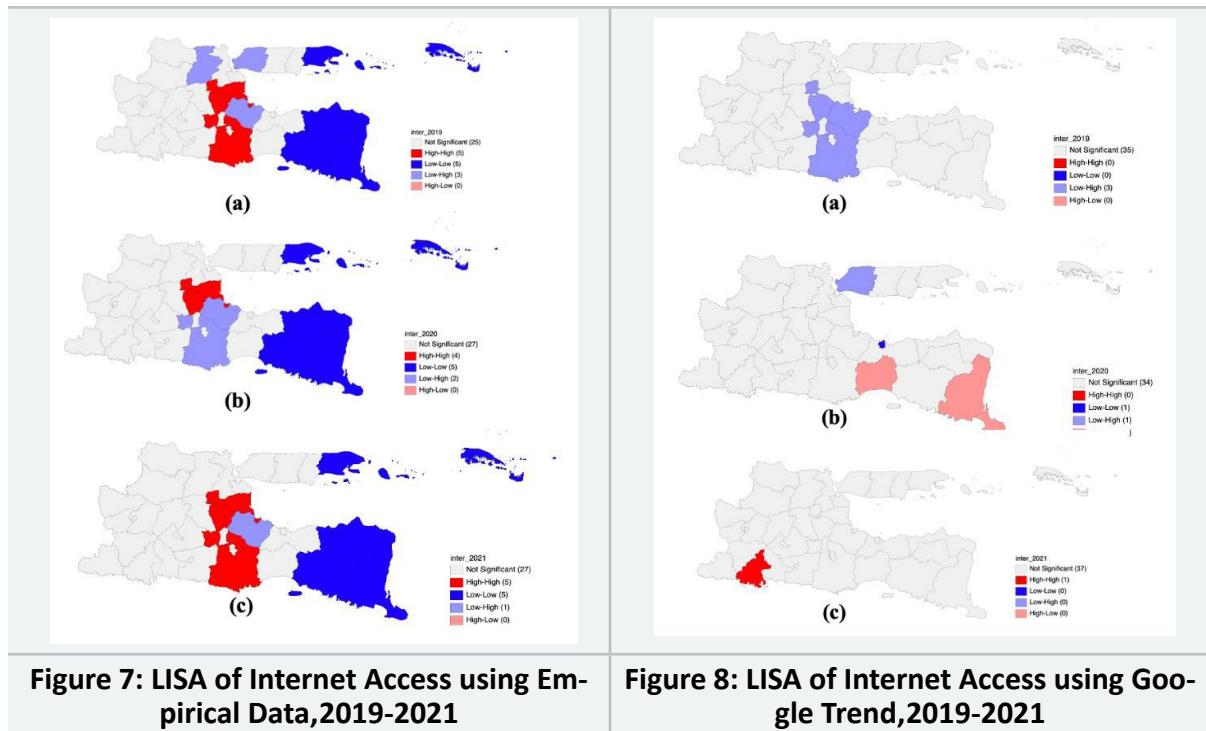 inter_2019
Not Significant (25)
High-High (5)
Low-Low (5)
Low-High (3)
High-Low (0)
(a)
inter_2020
Not Significant (27)
High-High (4)
Low-Low (5)
Low-High (2)
High-Low (0)
(b)
inter_2021
Not Significant (27)
High-High (5)
Low-Low (5)
Low-High (1)
High-Low (0)
(c)
Figure 7: LISA of Internet Access using Em-
pirical Data,2019-2021
inter_2019
Not Significant (35)
High-High (0)
Low-Low (0)
Low-High (3)
High-Low (0)
(a)
inter_2020
Not Significant (34)
High-High (0)
Low-Low (1)
Low-High (1)
)
(b)
inter_2021
Not Significant (37)
High-High (1)
Low-Low (0)
Low-High (0)
High-Low (0)
(c)
Figure 8: LISA of Internet Access using Goo-
gle Trend,2019-2021